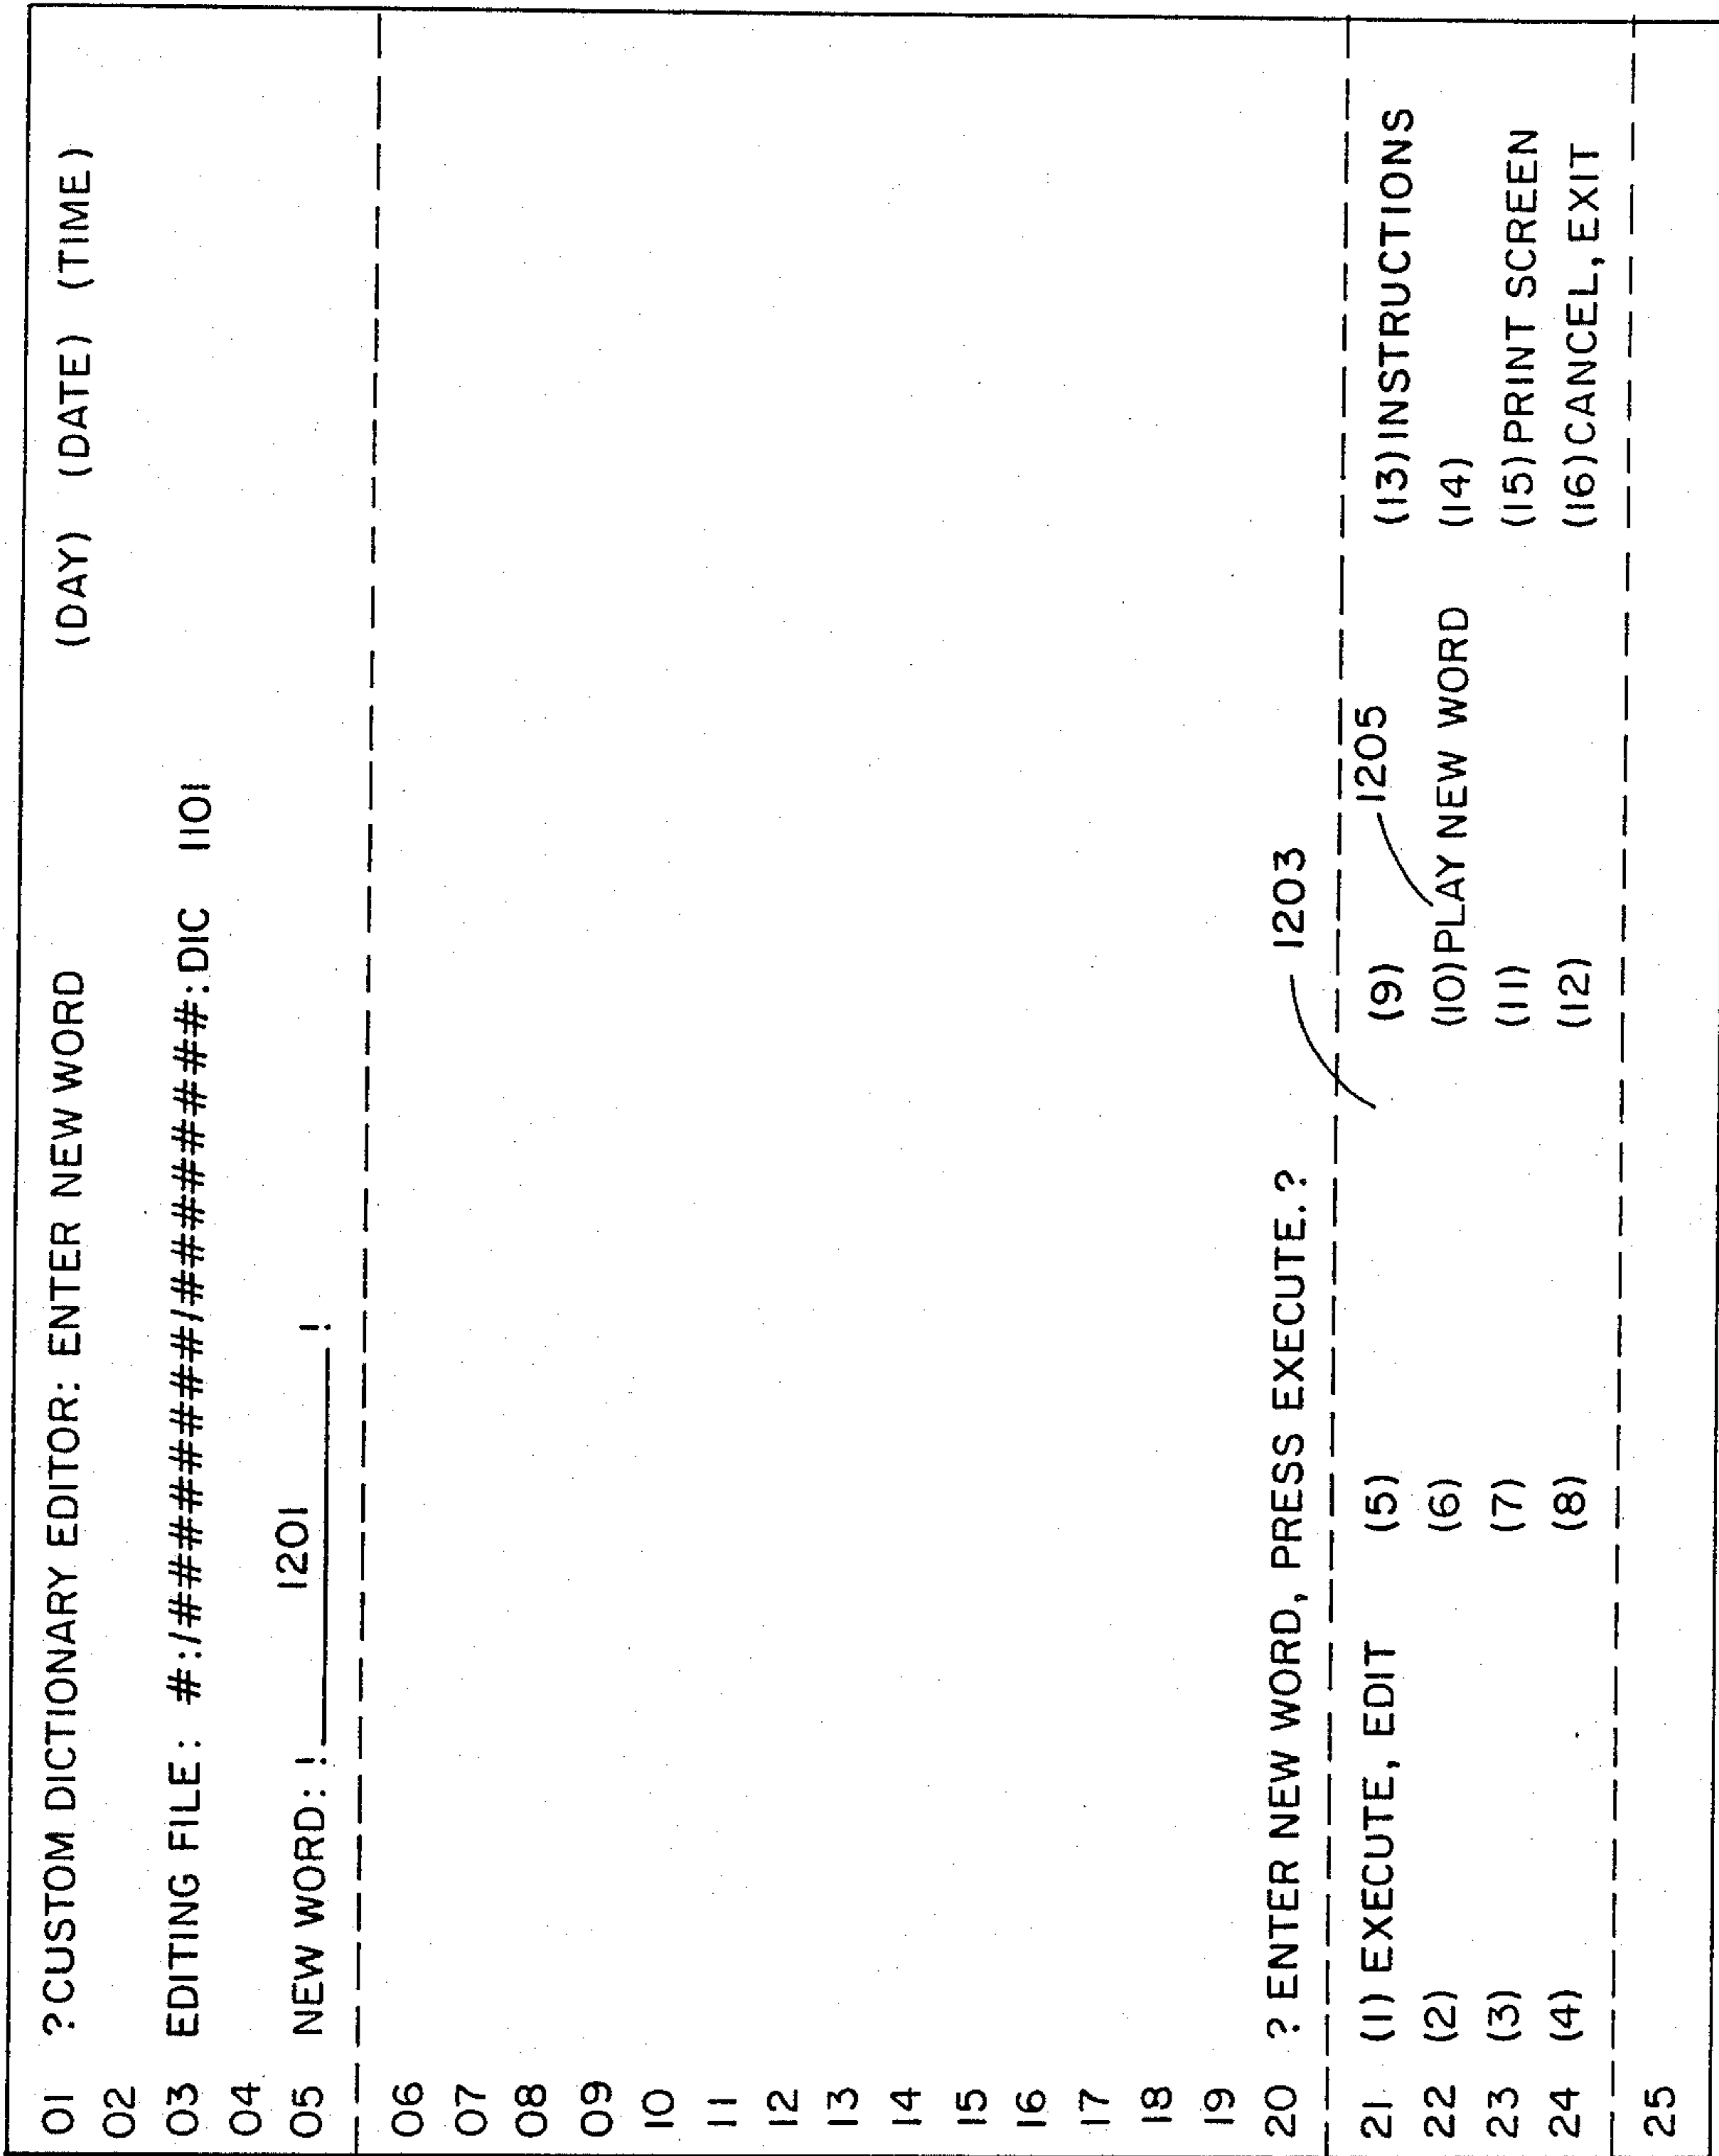 01 ?CUSTOM DICTIONARY EDITOR: ENTER NEW WORD (DAY) (DATE) (TIME)
02
03 EDITING FILE: #:/########/################:DIC 1101
04
1201
05 NEW WORD: !__________!
06
07
08
09
10
11
12
13
14
15
16
17
18
19
20 ? ENTER NEW WORD, PRESS EXECUTE.? 1203
1205
21 (1) EXECUTE, EDIT (5) (9) (13) INSTRUCTIONS
22 (2) (6) (10) PLAY NEW WORD (14)
23 (3) (7) (11) (15) PRINT SCREEN
24 (4) (8) (12) (16) CANCEL, EXIT
25